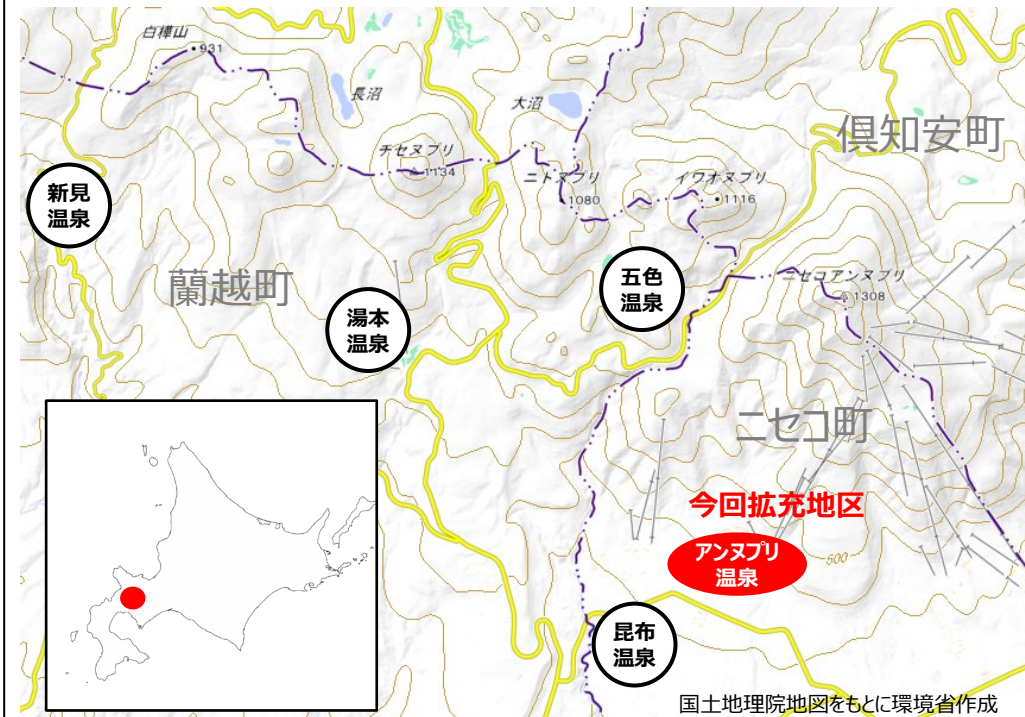 白樺山
・931
長沼
大沼
倶知安町
チセヌプリ
1134
ニトヌプリ
・1080
イワオヌプリ
・1116
新見
温泉
蘭越町
五色
温泉
ニセコアンヌプリ
1308
湯本
温泉
ニセコ町
今回拡充地区
アンヌプリ
温泉
500
昆布
温泉
国土地理院地図をもとに環境省作成